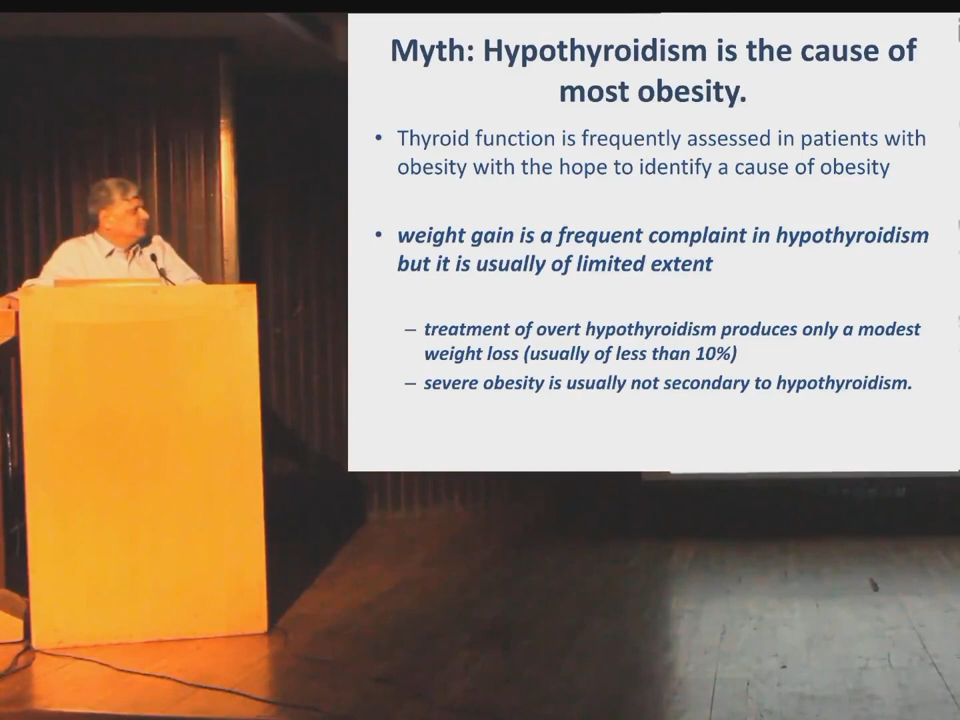 Myth: Hypothyroidism is the cause of
most obesity.
• Thyroid function is frequently assessed in patients with
obesity with the hope to identify a cause of obesity
• weight gain is a frequent complaint in hypothyroidism
but it is usually of limited extent
– treatment of overt hypothyroidism produces only a modest
weight loss (usually of less than 10%)
– severe obesity is usually not secondary to hypothyroidism.